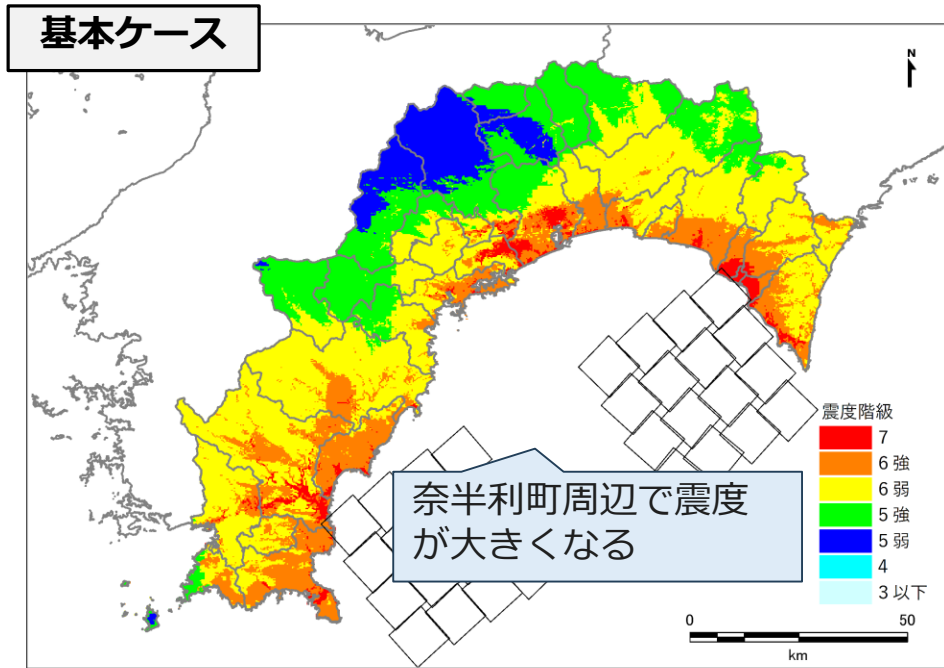 基本ケース
N
奈半利町周辺で震度
が大きくなる
震度階級
7
6 強
6 弱
5 強
5 弱
4
3 以下
0 50
km